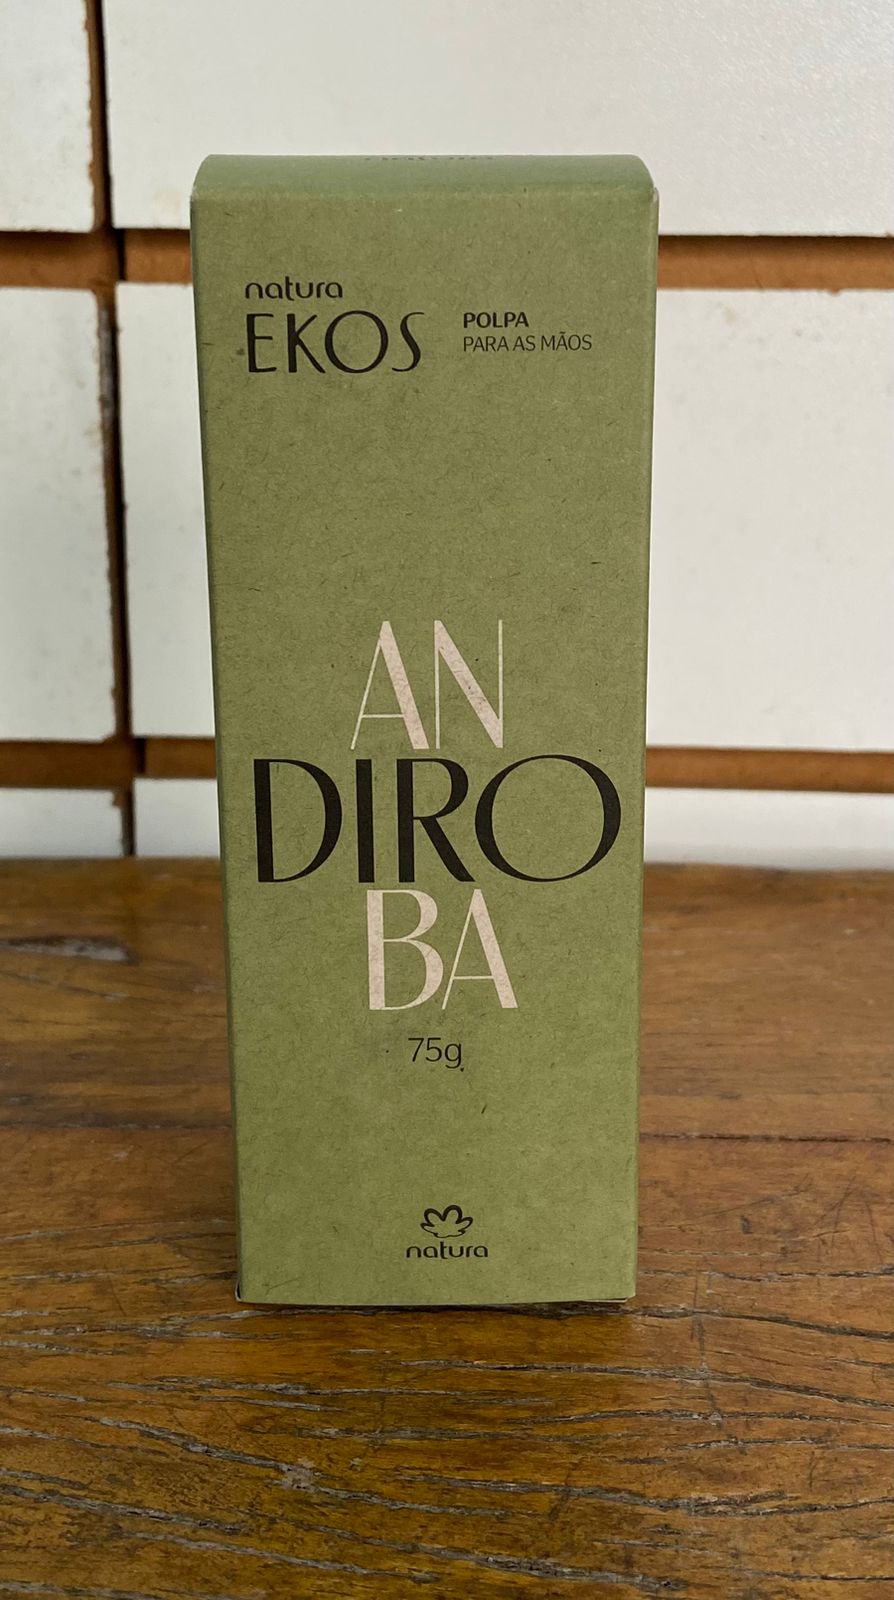 natura
EKOS
POLPA
PARA AS MÃOS
AN
DIRO
BA
75g
natura